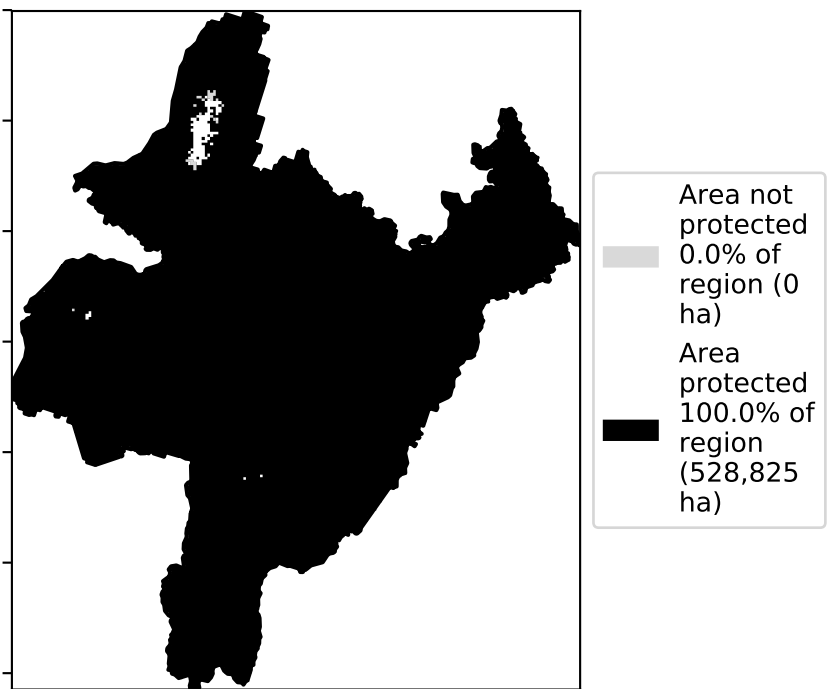 Area not
protected
0.0% of
region (0
ha)
Area
protected
100.0% of
region
(528,825
ha)